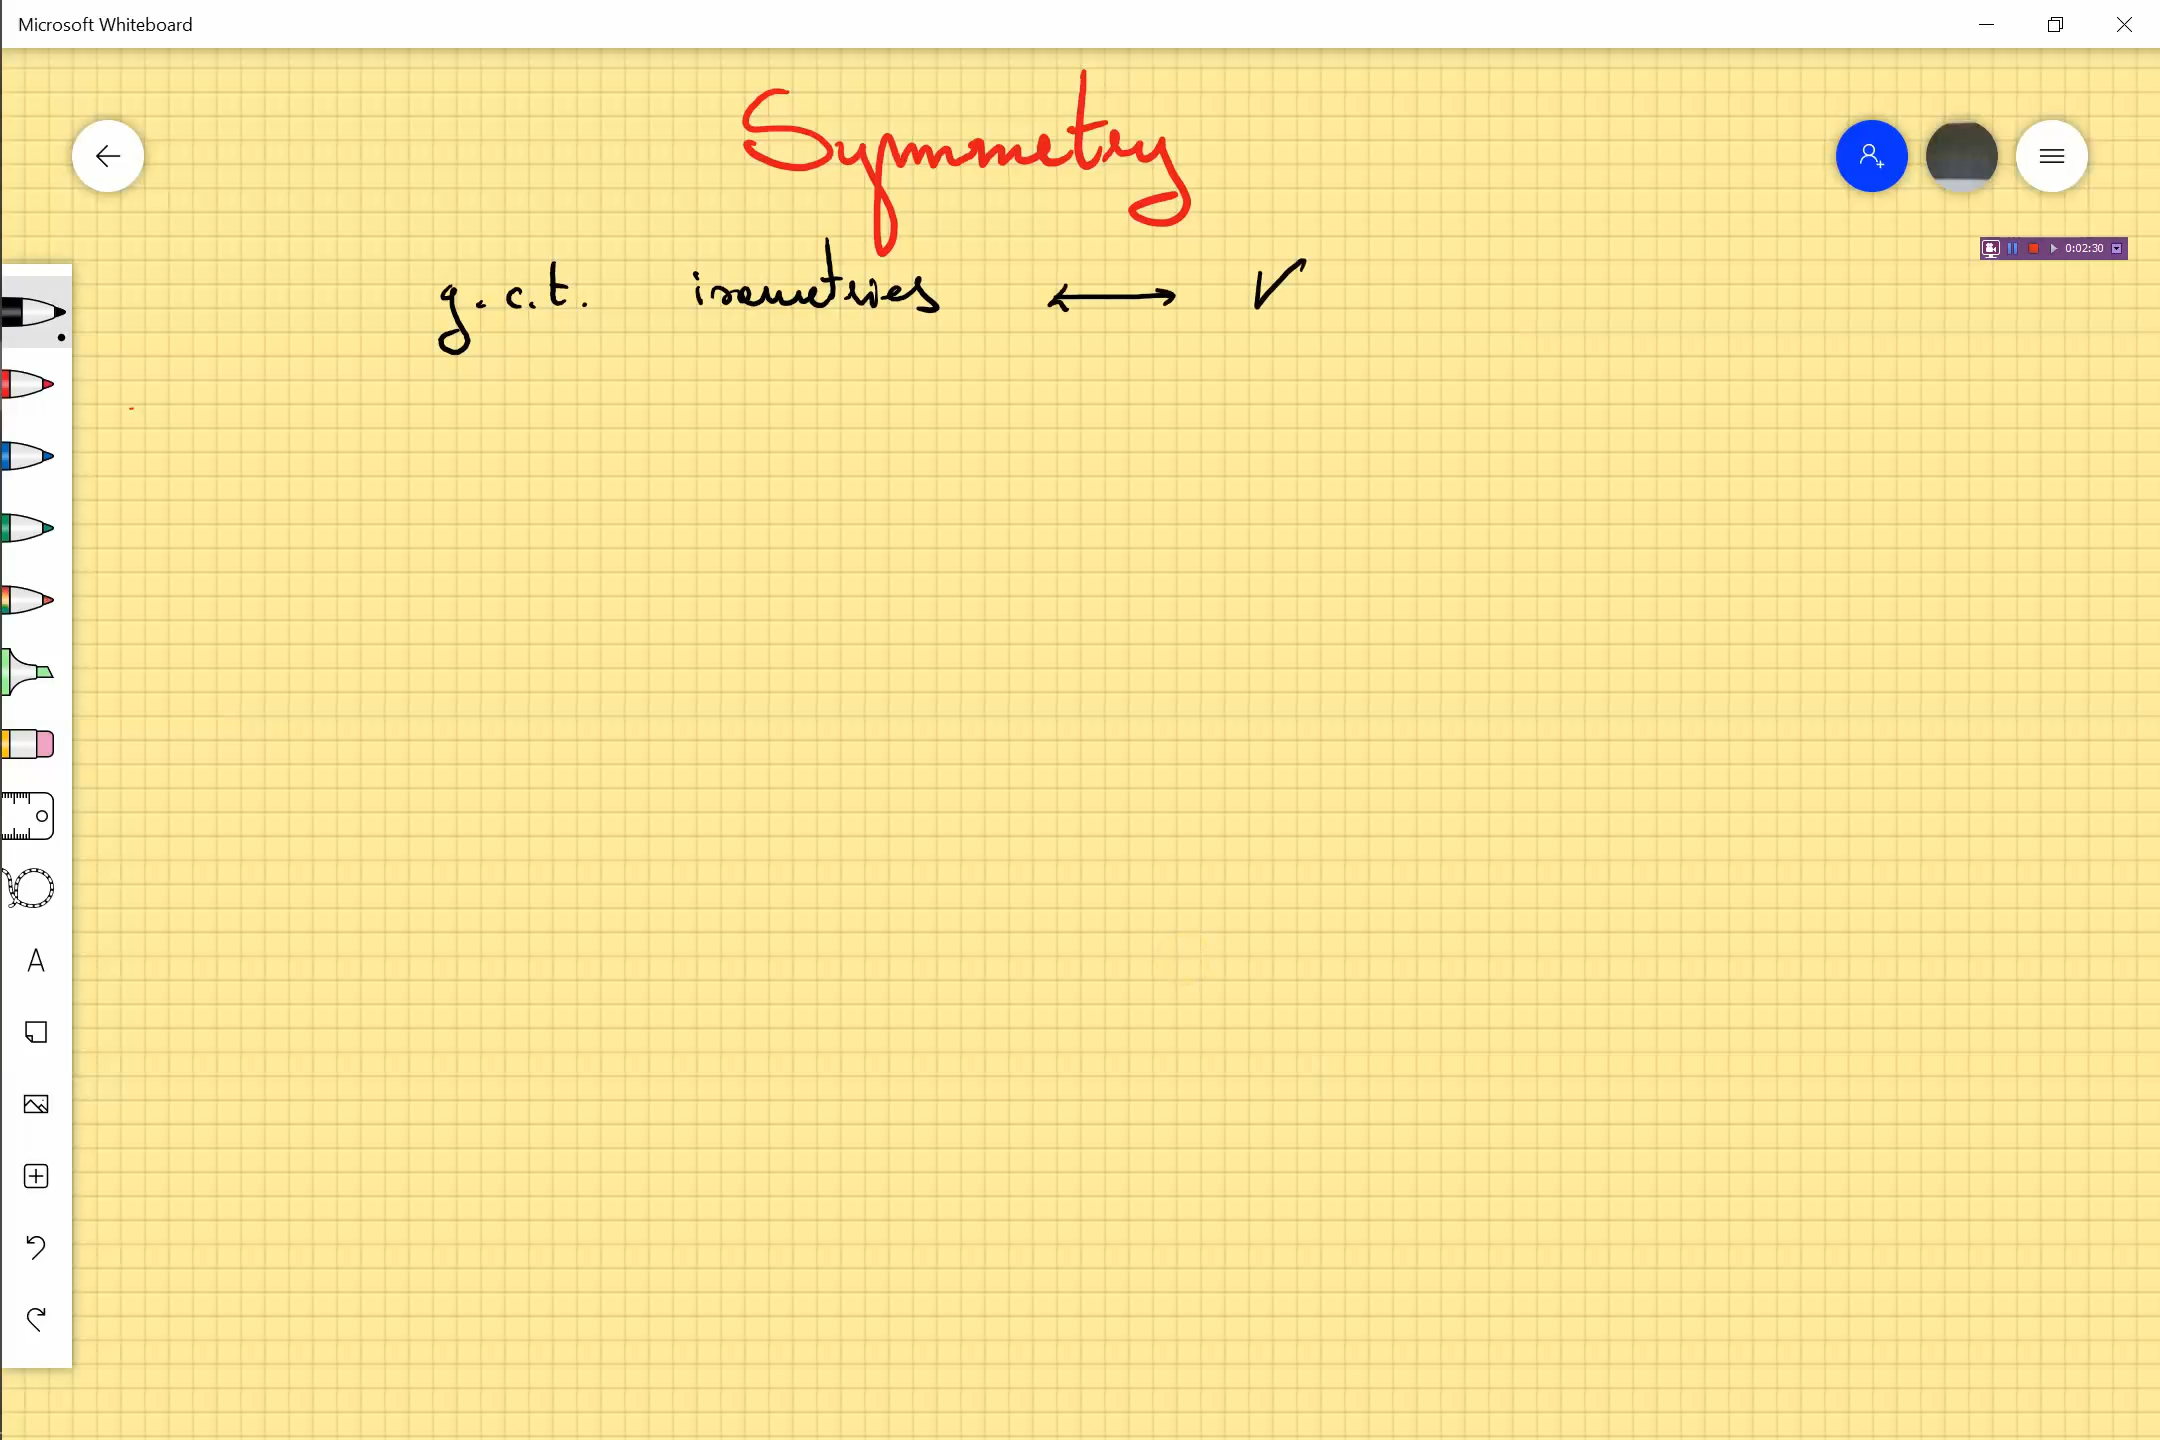 Microsoft Whiteboard
Symmetry
0:02:30
g.c.t. isometries ⟷ V
A